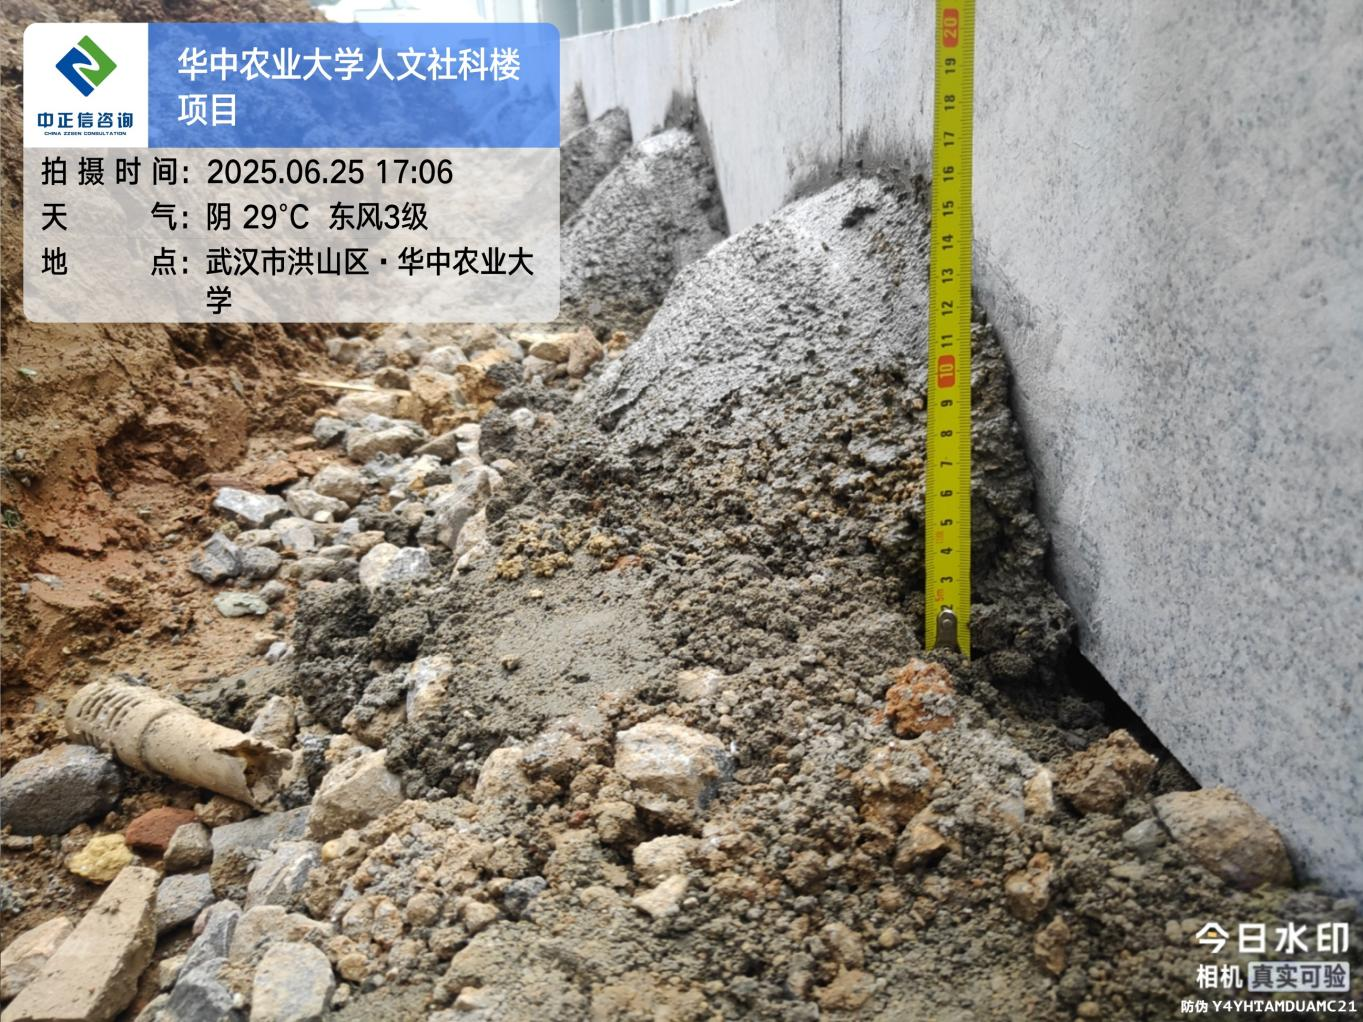 华中农业大学人文社科楼
项目
中正信咨询
CHINA ZZSEN CONSULTATION
拍摄时间: 2025.06.25 17:06
天气: 阴 29℃ 东风3级
地点: 武汉市洪山区·华中农业大
学
20
19
18
17
16
15
14
13
12
11
10
9
8
7
6
5
4
3
5m
2
今日水印
相机 真实可验
防伪 Y4YHTAMDUAMC21